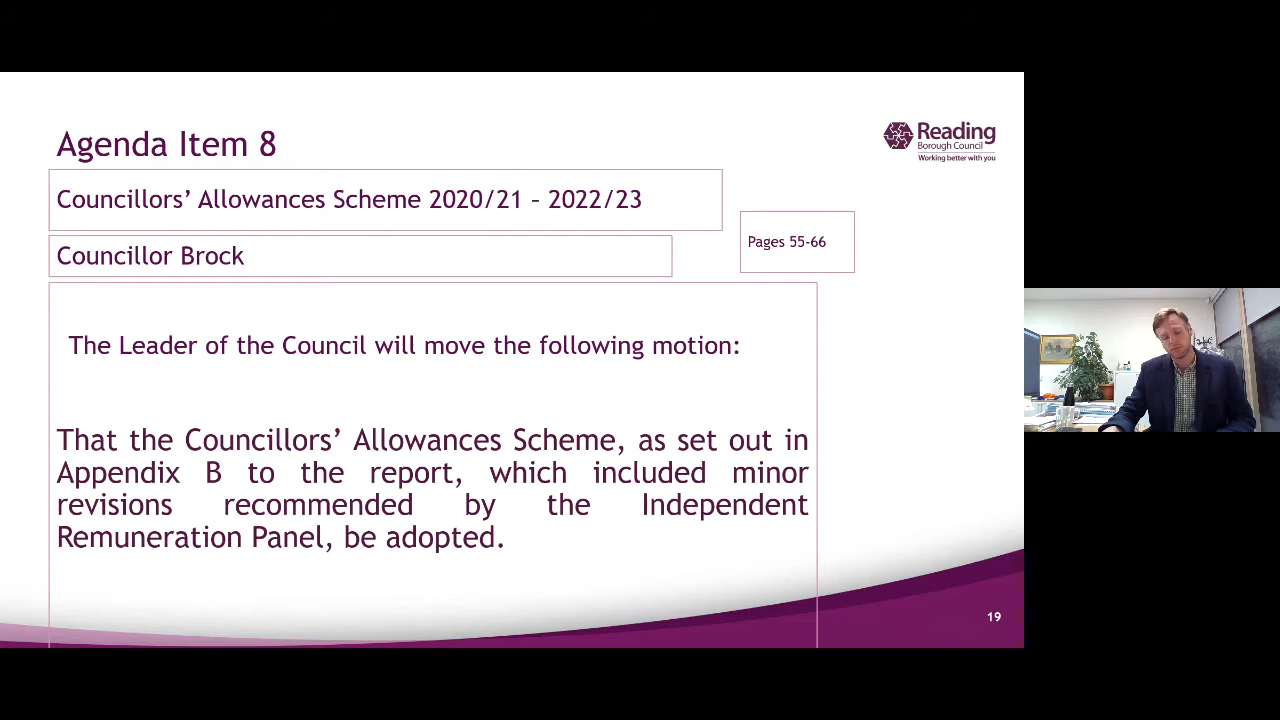 Agenda Item 8
Reading
Borough Council
Working better with you
Councillors’ Allowances Scheme 2020/21 – 2022/23
Pages 55-66
Councillor Brock
The Leader of the Council will move the following motion:
That the Councillors’ Allowances Scheme, as set out in
Appendix B to the report, which included minor
revisions recommended by the Independent
Remuneration Panel, be adopted.
19